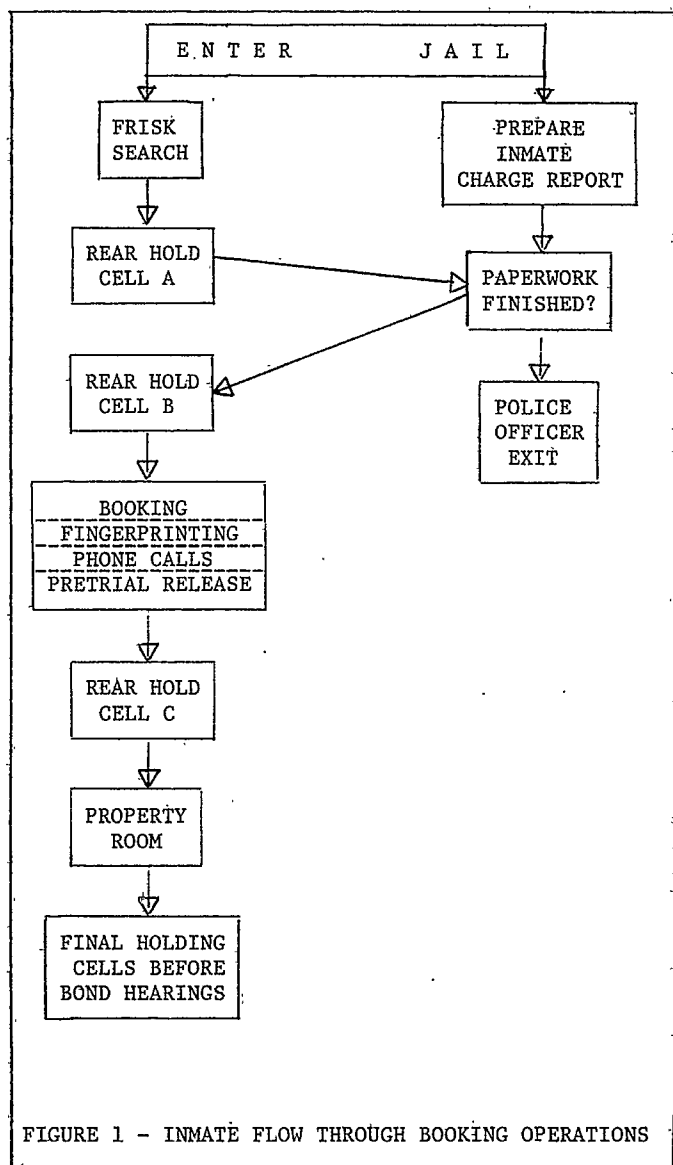 ENTER JAIL
FRISK
SEARCH
PREPARE
INMATE
CHARGE REPORT
REAR HOLD
CELL A
PAPERWORK
FINISHED?
REAR HOLD
CELL B
POLICE
OFFICER
EXIT
BOOKING
FINGERPRINTING
PHONE CALLS
PRETRIAL RELEASE
REAR HOLD
CELL C
PROPERTY
ROOM
FINAL HOLDING
CELLS BEFORE
BOND HEARINGS
FIGURE 1 - INMATE FLOW THROUGH BOOKING OPERATIONS